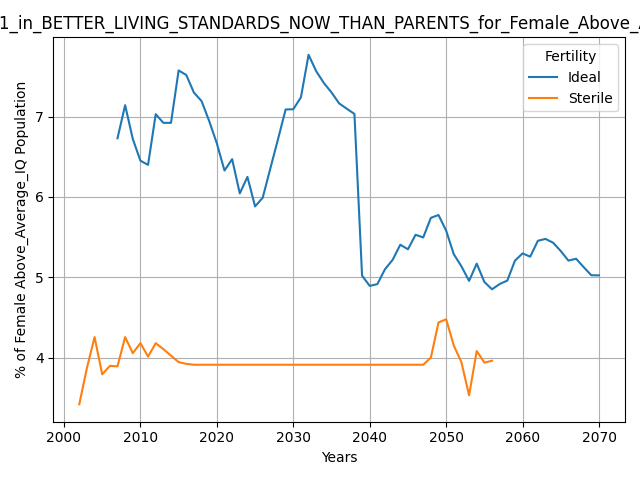 1_in_BETTER_LIVING_STANDARDS_NOW_THAN_PARENTS_for_Female_Above_
Fertility
Ideal
Sterile
% of Female Above_Average_IQ Population
7
6
5
4
2000 2010 2020 2030 2040 2050 2060 2070
Years